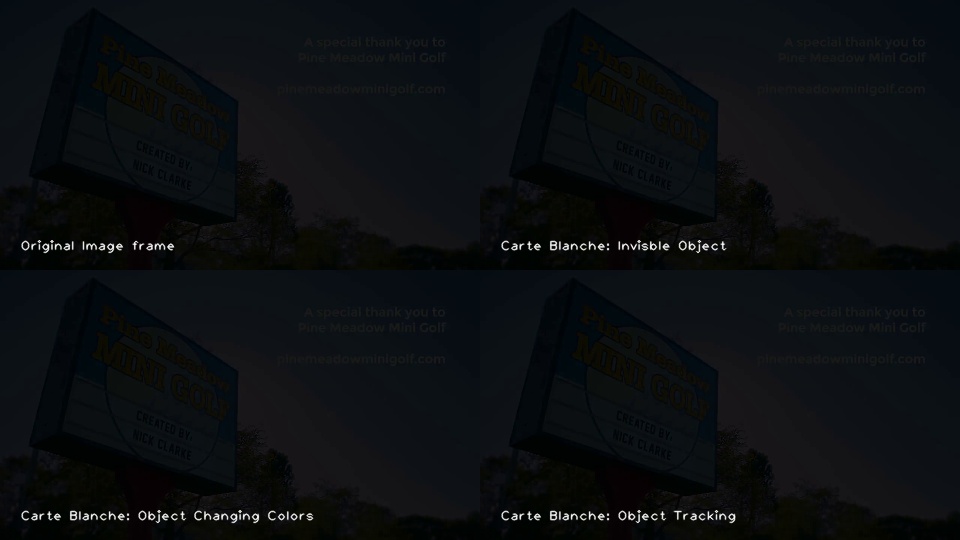 Pine Meadow
MINI GOLF
CREATED BY:
NICK CLARKE
A special thank you to
Pine Meadow Mini Golf
pinemeadowminigolf.com
Original Image frame
Pine Meadow
MINI GOLF
CREATED BY:
NICK CLARKE
A special thank you to
Pine Meadow Mini Golf
pinemeadowminigolf.com
Carte Blanche: Invisble Object
Pine Meadow
MINI GOLF
CREATED BY:
NICK CLARKE
A special thank you to
Pine Meadow Mini Golf
pinemeadowminigolf.com
Carte Blanche: Object Changing Colors
Pine Meadow
MINI GOLF
CREATED BY:
NICK CLARKE
A special thank you to
Pine Meadow Mini Golf
pinemeadowminigolf.com
Carte Blanche: Object Tracking